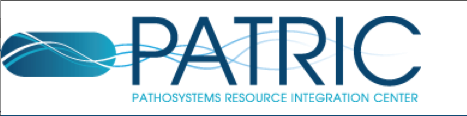 PATRIC
PATHOSYSTEMS RESOURCE INTEGRATION CENTER